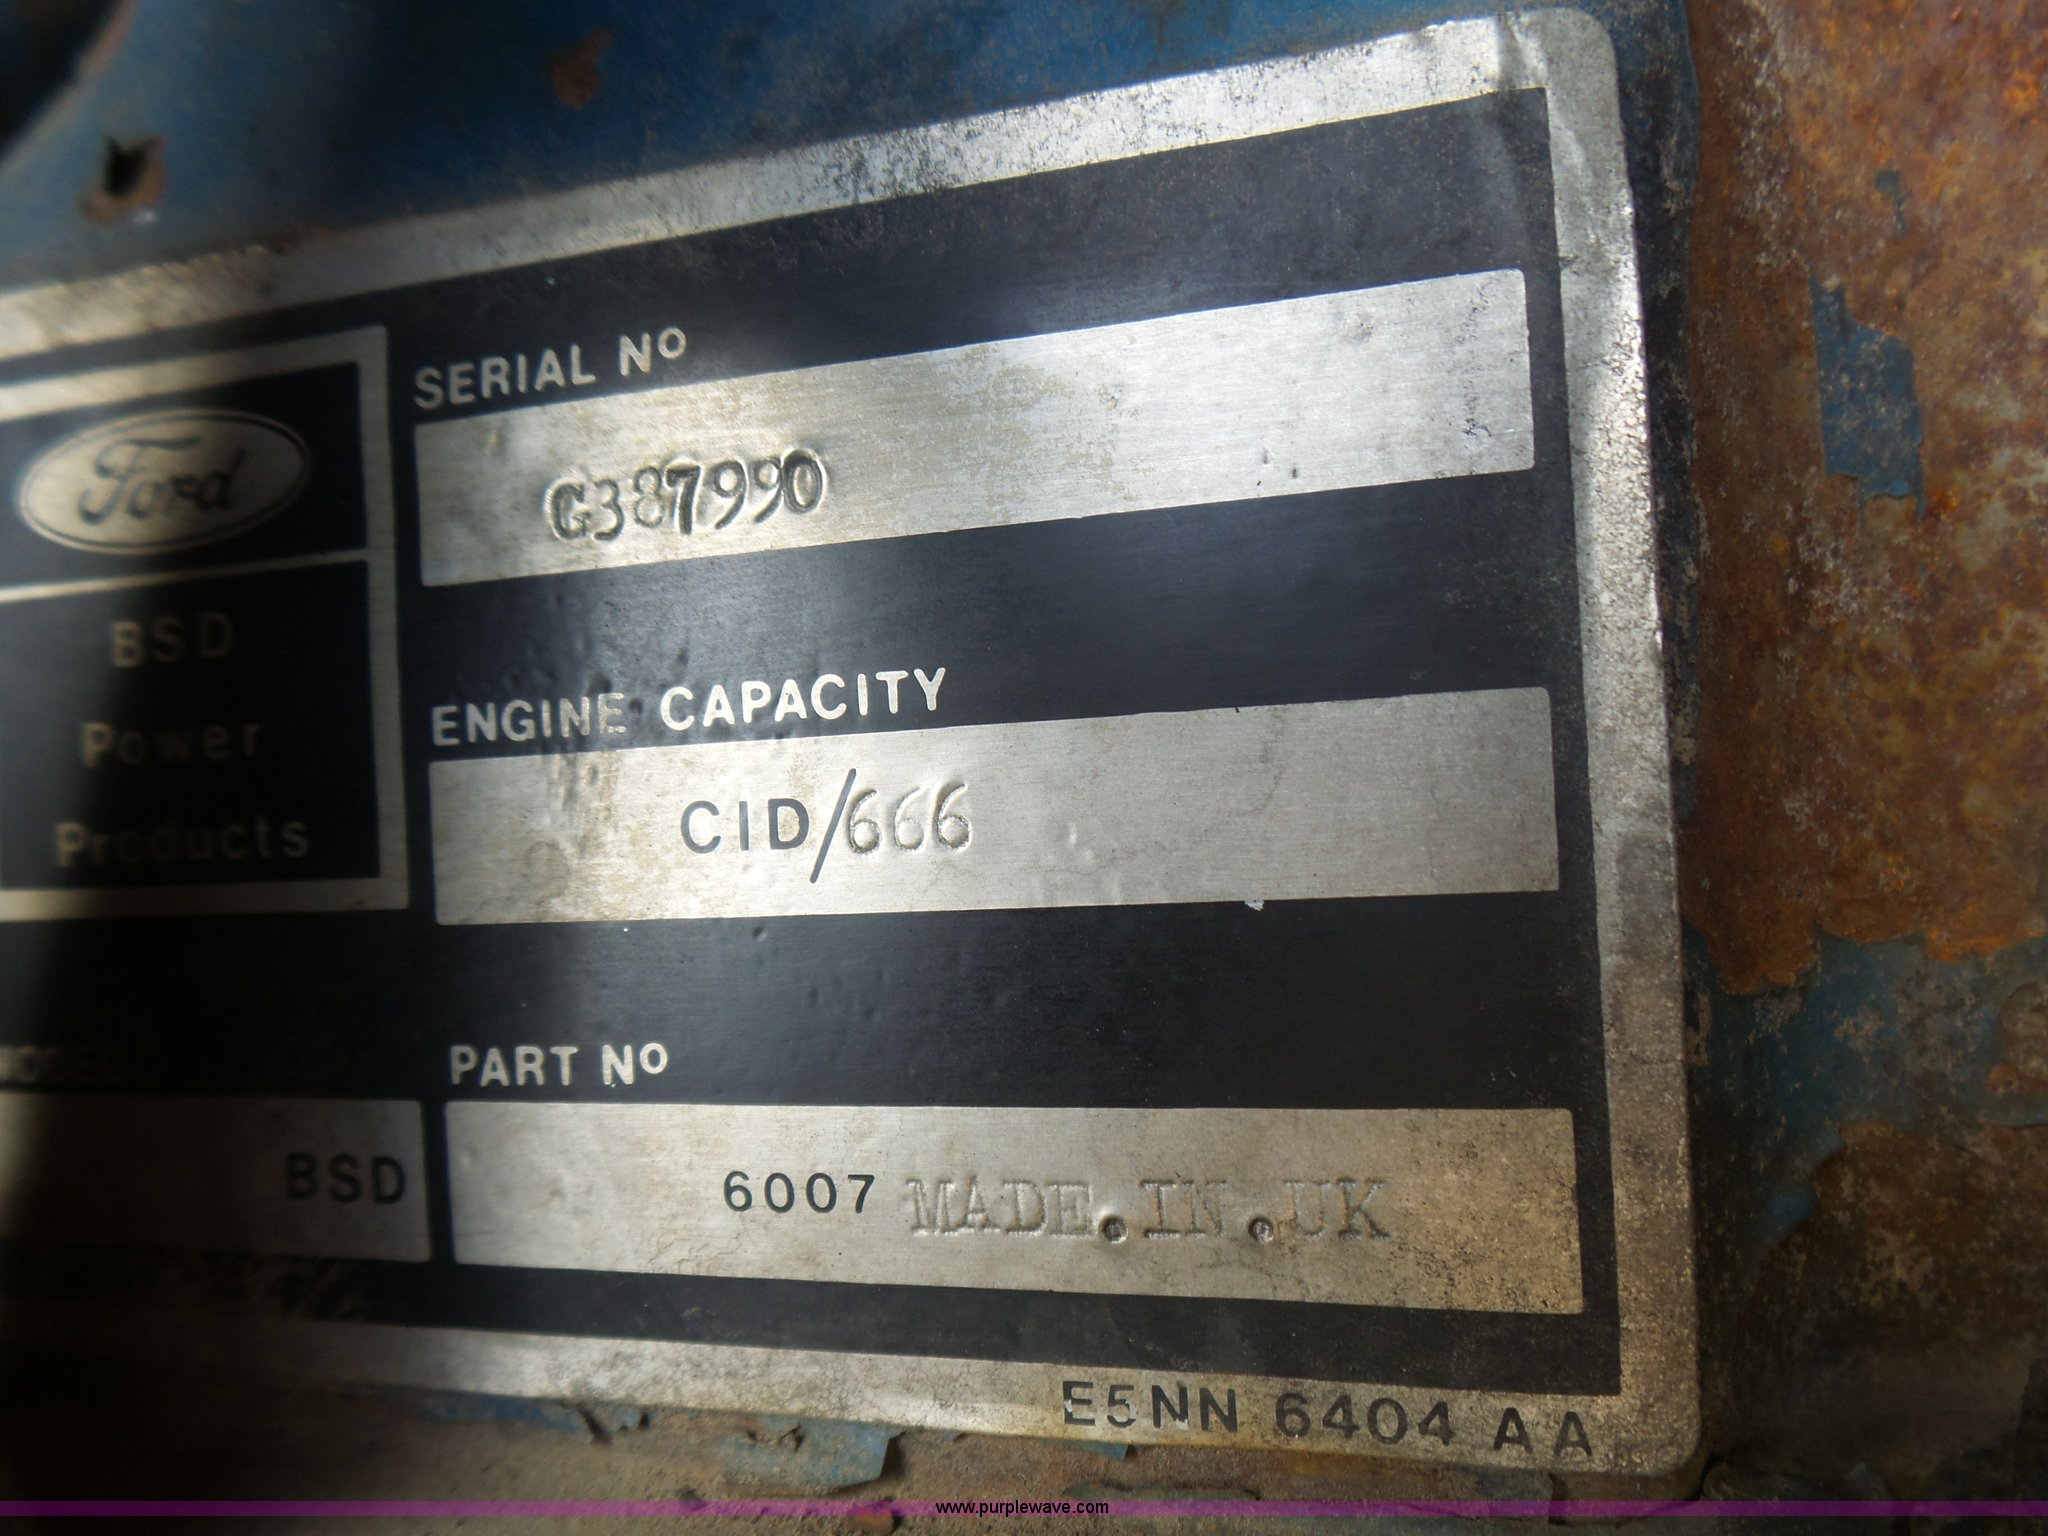 SERIAL Nº
Ford
G387990
BSD
Power
Products
ENGINE CAPACITY
CID/666
MODEL
PART Nº
BSD
6007 MADE.IN.UK
E5NN 6404 AA
www.purplewave.com